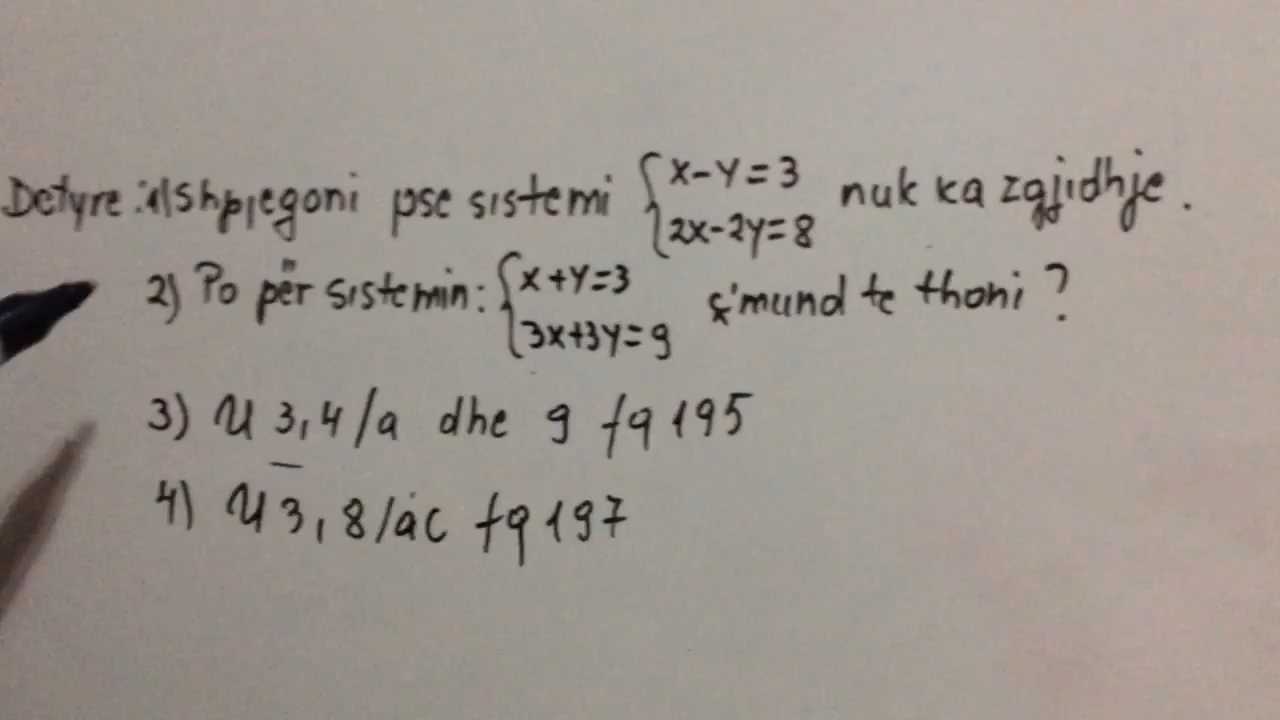 Detyre: 1) Shpjegoni pse sistemi { x-y=3 nuk ka zgjidhje.
2x-2y=8
2) Po për sistemin: { x+y=3 ç'mund te thoni?
3x+3y=9
3) U 3,4/a dhe 9 fq 195
4) U 3,8/ac fq 197